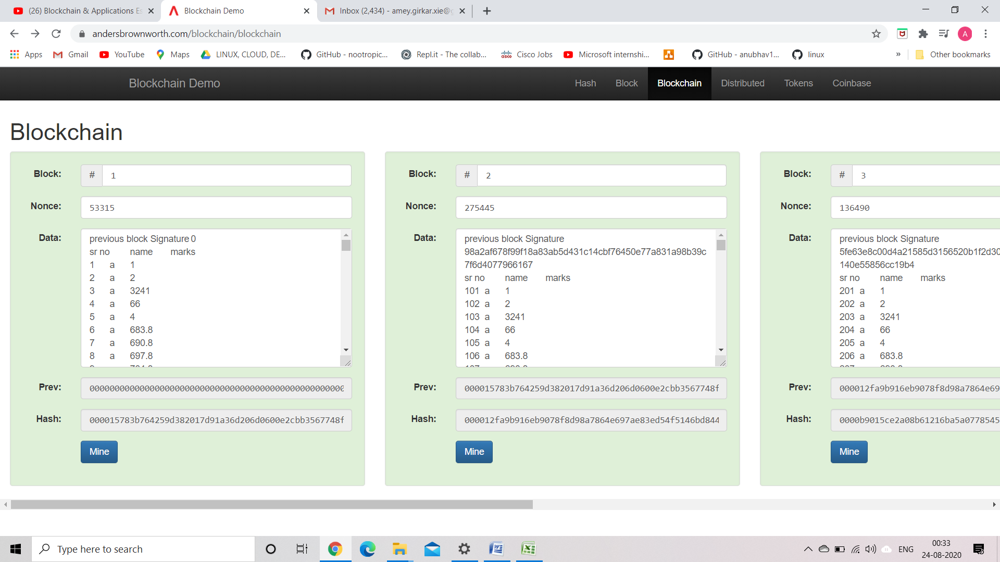 (26) Blockchain & Applications Es
Blockchain Demo
Inbox (2,434) - amey.girkar.xie@g
andersbrownworth.com/blockchain/blockchain
A
Apps
Gmail
YouTube
Maps
LINUX, CLOUD, DE...
GitHub - nootropic...
Repl.it - The collab...
Cisco Jobs
Microsoft internshi...
GitHub - anubhav1...
linux
»
Other bookmarks
Blockchain Demo
Hash
Block
Blockchain
Distributed
Tokens
Coinbase
Blockchain
Block:
# 1
Nonce:
53315
Data:
previous block Signature 0
sr no name marks
1 a 1
2 a 2
3 a 3241
4 a 66
5 a 4
6 a 683.8
7 a 690.8
8 a 697.8
Prev:
Hash:
000015783b764259d382017d91a36d206d0600e2cbb3567748f
Mine
Block:
# 2
Nonce:
275445
Data:
previous block Signature
98a2af678f99f18a83ab5d431c14cbf76450e77a831a98b39c
7f6d4077966167
sr no name marks
101 a 1
102 a 2
103 a 3241
104 a 66
105 a 4
106 a 683.8
Prev:
000015783b764259d382017d91a36d206d0600e2cbb3567748f
Hash:
000012fa9b916eb9078f8d98a7864e697ae83ed54f5146bd844
Mine
Block:
# 3
Nonce:
136490
Data:
previous block Signature
5fe63e8c00d4a21585d3156520b1f2d30
140e55856cc19b4
sr no name marks
201 a 1
202 a 2
203 a 3241
204 a 66
205 a 4
206 a 683.8
Prev:
000012fa9b916eb9078f8d98a7864e69
Hash:
0000b9015ce2a08b61216ba5a0778545
Mine
Type here to search
ENG
00:33
24-08-2020